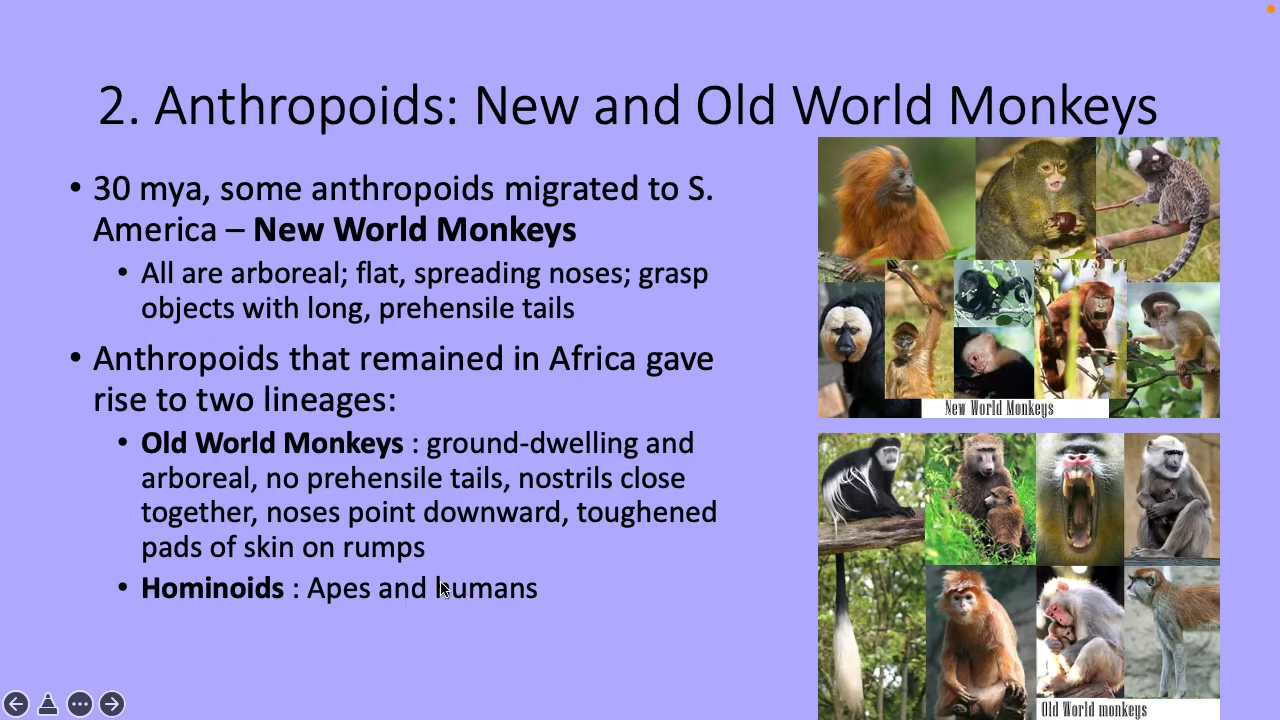 2. Anthropoids: New and Old World Monkeys
• 30 mya, some anthropoids migrated to S.
America – New World Monkeys
• All are arboreal; flat, spreading noses; grasp
objects with long, prehensile tails
• Anthropoids that remained in Africa gave
rise to two lineages:
• Old World Monkeys : ground-dwelling and
arboreal, no prehensile tails, nostrils close
together, noses point downward, toughened
pads of skin on rumps
• Hominoids : Apes and humans
New World Monkeys
Old World monkeys